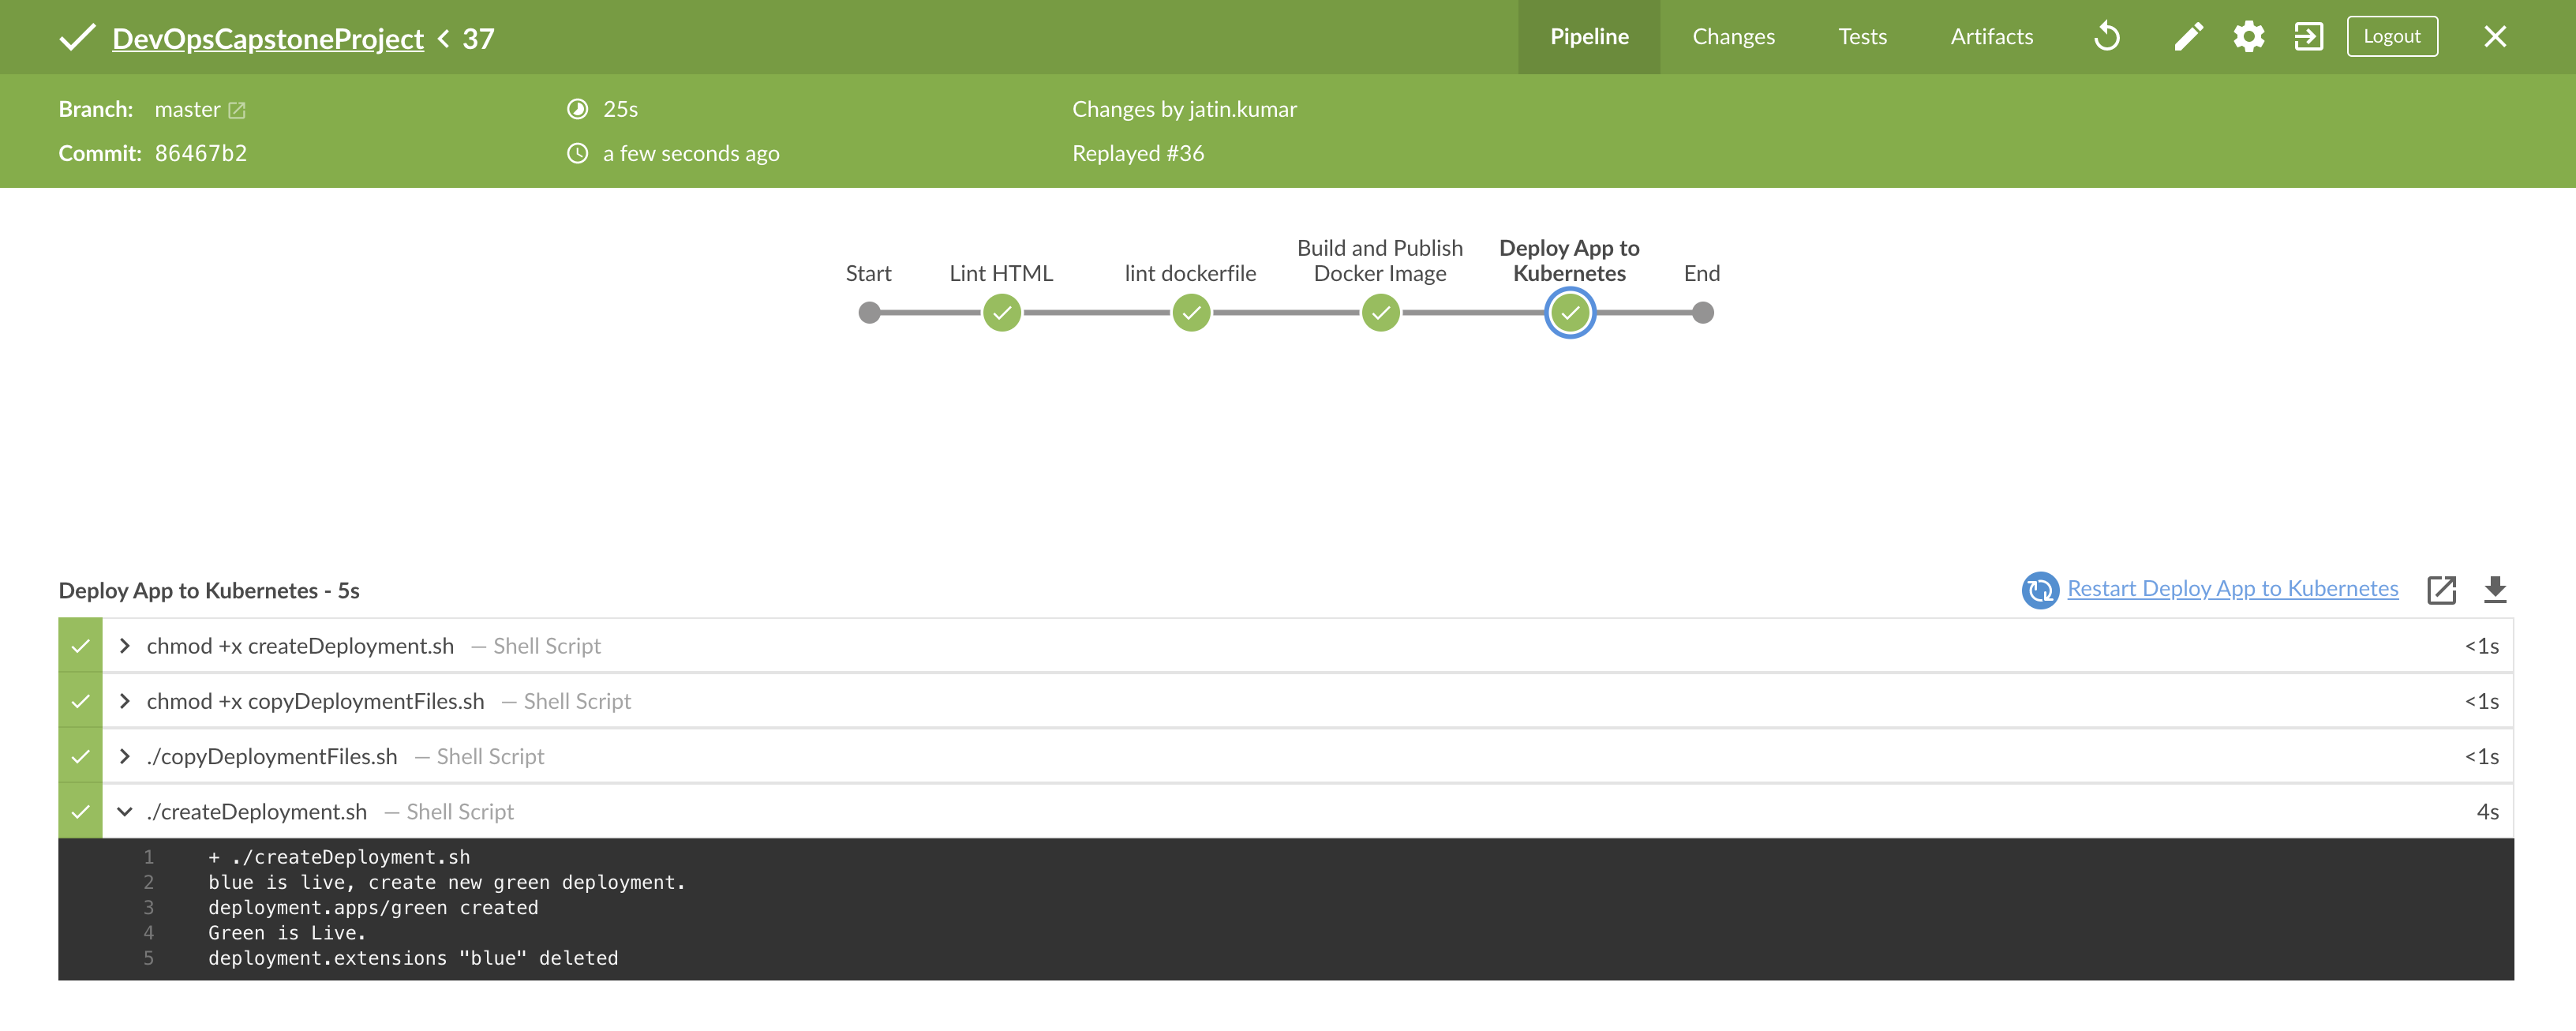 DevOpsCapstoneProject < 37
Pipeline Changes Tests Artifacts Logout
Branch: master 25s Changes by jatin.kumar
Commit: 86467b2 a few seconds ago Replayed #36
Start
Lint HTML
lint dockerfile
Build and Publish
Docker Image
Deploy App to
Kubernetes
End
Deploy App to Kubernetes - 5s
Restart Deploy App to Kubernetes
chmod +x createDeployment.sh — Shell Script <1s
chmod +x copyDeploymentFiles.sh — Shell Script <1s
./copyDeploymentFiles.sh — Shell Script <1s
./createDeployment.sh — Shell Script 4s
1 + ./createDeployment.sh
2 blue is live, create new green deployment.
3 deployment.apps/green created
4 Green is Live.
5 deployment.extensions "blue" deleted